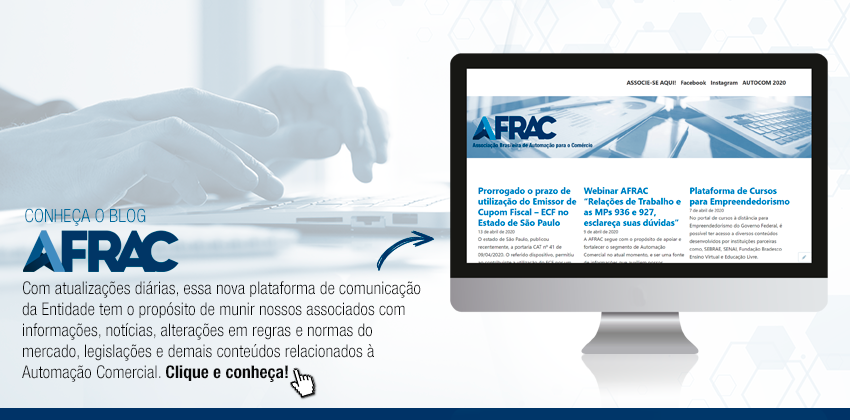 CONHEÇA O BLOG
AFRAC
Com atualizações diárias, essa nova plataforma de comunicação
da Entidade tem o propósito de munir nossos associados com
informações, notícias, alterações em regras e normas do
mercado, legislações e demais conteúdos relacionados à
Automação Comercial. Clique e conheça!
ASSOCIE-SE AQUI! Facebook Instagram AUTOCOM 2020
AFRAC
Associação Brasileira de Automação para o Comércio
Prorrogado o prazo de
utilização do Emissor de
Cupom Fiscal – ECF no
Estado de São Paulo
13 de abril de 2020
O estado de São Paulo, publicou
recentemente, a portaria CAT nº 41 de
09/04/2020. O referido dispositivo, permitiu
Webinar AFRAC
“Relações de Trabalho e
as MPs 936 e 927,
esclareça suas dúvidas”
9 de abril de 2020
A AFRAC segue com o propósito de apoiar e
fortalecer o segmento de Automação
Comercial no atual momento, e ser uma fonte
de informações que auxiliem nossos
Plataforma de Cursos
para Empreendedorismo
7 de abril de 2020
No portal de cursos à distância para
Empreendedorismo do Governo Federal, é
possível ter acesso a diversos conteúdos
desenvolvidos por instituições parceiras
como, SEBRAE, SENAI, Fundação Bradesco
Ensino Virtual e Educação Livre.